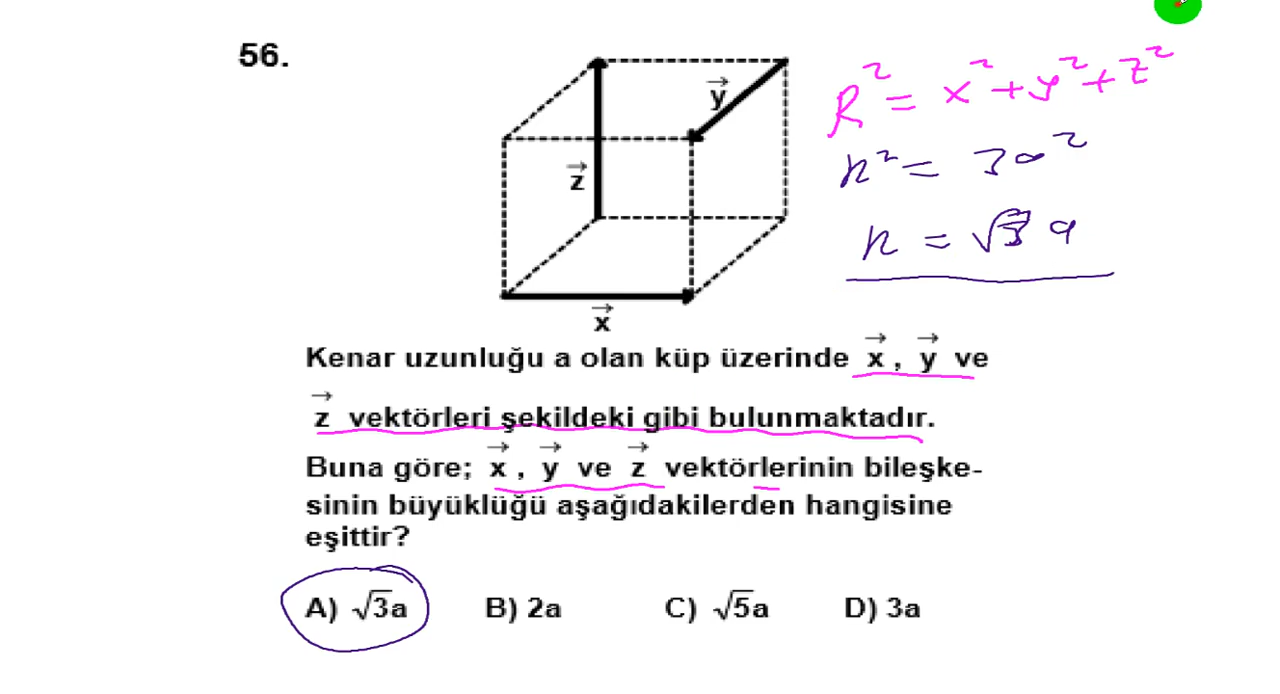 56.
R² = x² + y² + z²
y⃗
z⃗
R² = 3a²
R = √3 a
x⃗
Kenar uzunluğu a olan küp üzerinde x⃗ , y⃗ ve
z⃗ vektörleri şekildeki gibi bulunmaktadır.
Buna göre; x⃗ , y⃗ ve z⃗ vektörlerinin bileşke-
sinin büyüklüğü aşağıdakilerden hangisine
eşittir?
A) √3a B) 2a C) √5a D) 3a